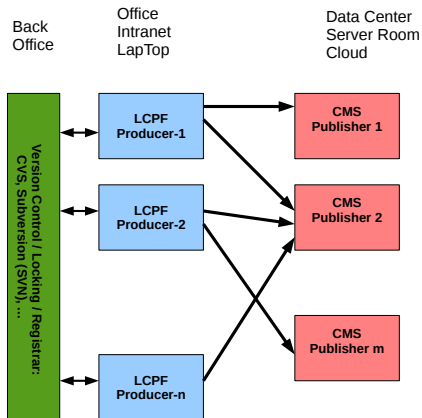 Back
Office
Office
Intranet
LapTop
Data Center
Server Room
Cloud
Version Control / Locking / Registrar:
CVS, Subversion (SVN), ...
LCPF
Producer-1
CMS
Publisher 1
LCPF
Producer-2
CMS
Publisher 2
CMS
Publisher m
LCPF
Producer-n